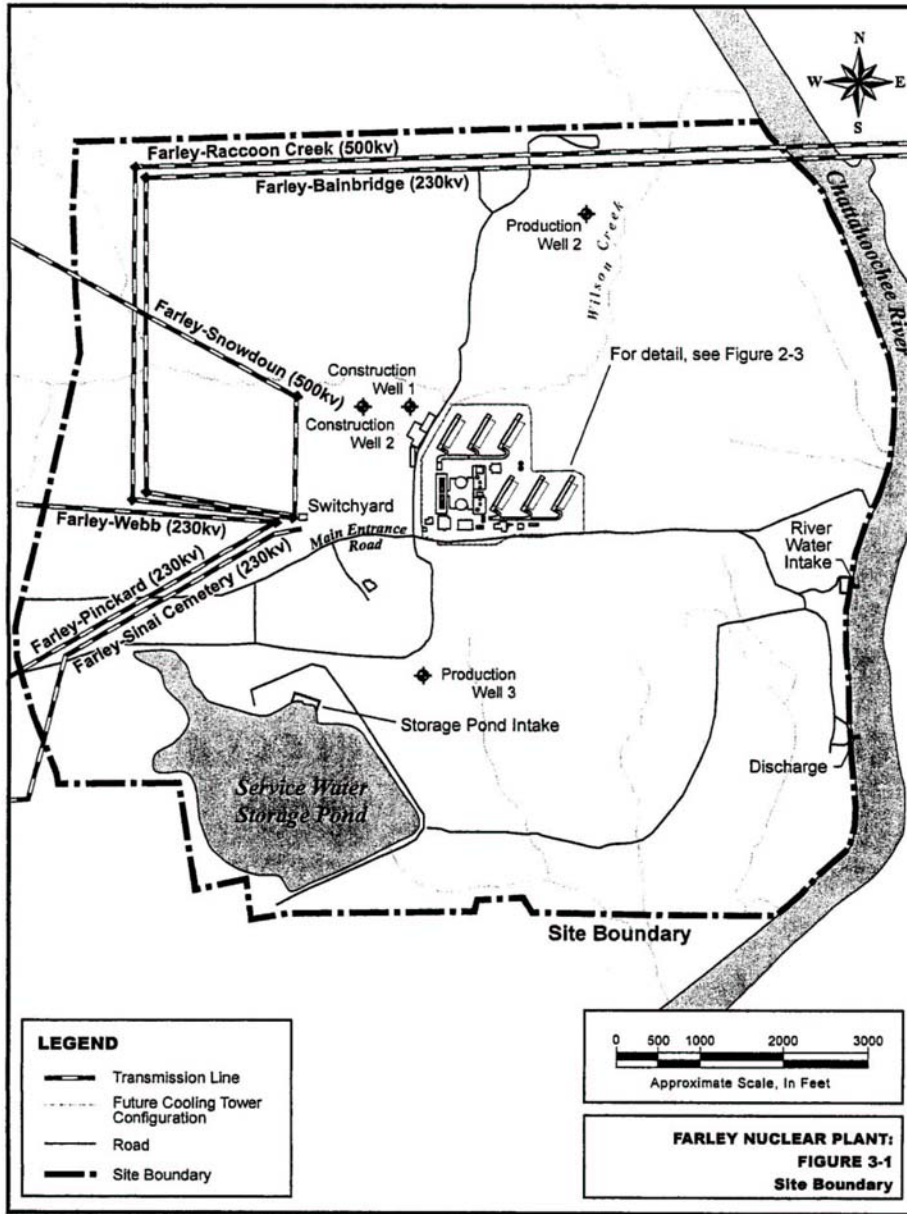 N
W E
S
Farley-Raccoon Creek (500kv)
Farley-Bainbridge (230kv)
Chattahoochee River
Production
Well 2
Wilson Creek
Farley-Snowdoun (500kv)
For detail, see Figure 2-3
Construction
Well 1
Construction
Well 2
Switchyard
Farley-Webb (230kv)
Main Entrance
Road
River
Water
Intake
Farley-Pinckard (230kv)
Farley-Sinai Cemetery (230kv)
Production
Well 3
Storage Pond Intake
Discharge
Service Water
Storage Pond
Site Boundary
LEGEND
Transmission Line
Future Cooling Tower
Configuration
Road
Site Boundary
0 500 1000 2000 3000
Approximate Scale, In Feet
FARLEY NUCLEAR PLANT:
FIGURE 3-1
Site Boundary